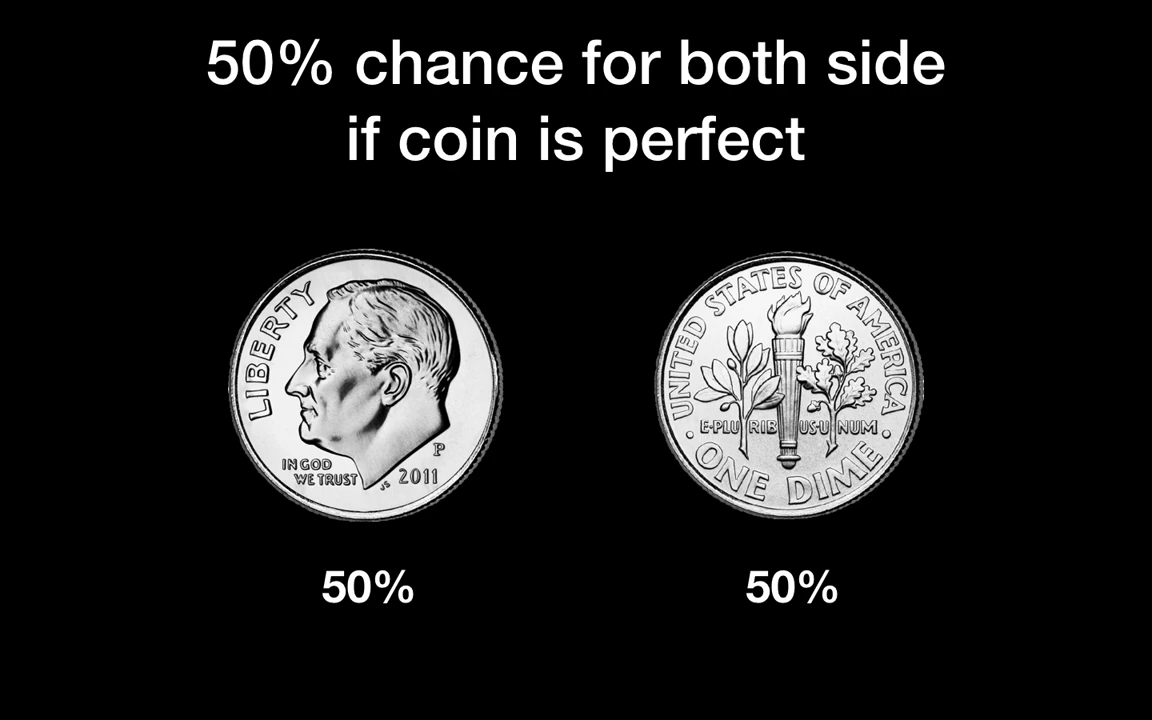 50% chance for both side
if coin is perfect
LIBERTY
IN GOD
WE TRUST
JS
2011
P
UNITED STATES OF AMERICA
E·PLURIBUS·UNUM
· ONE DIME ·
50%
50%